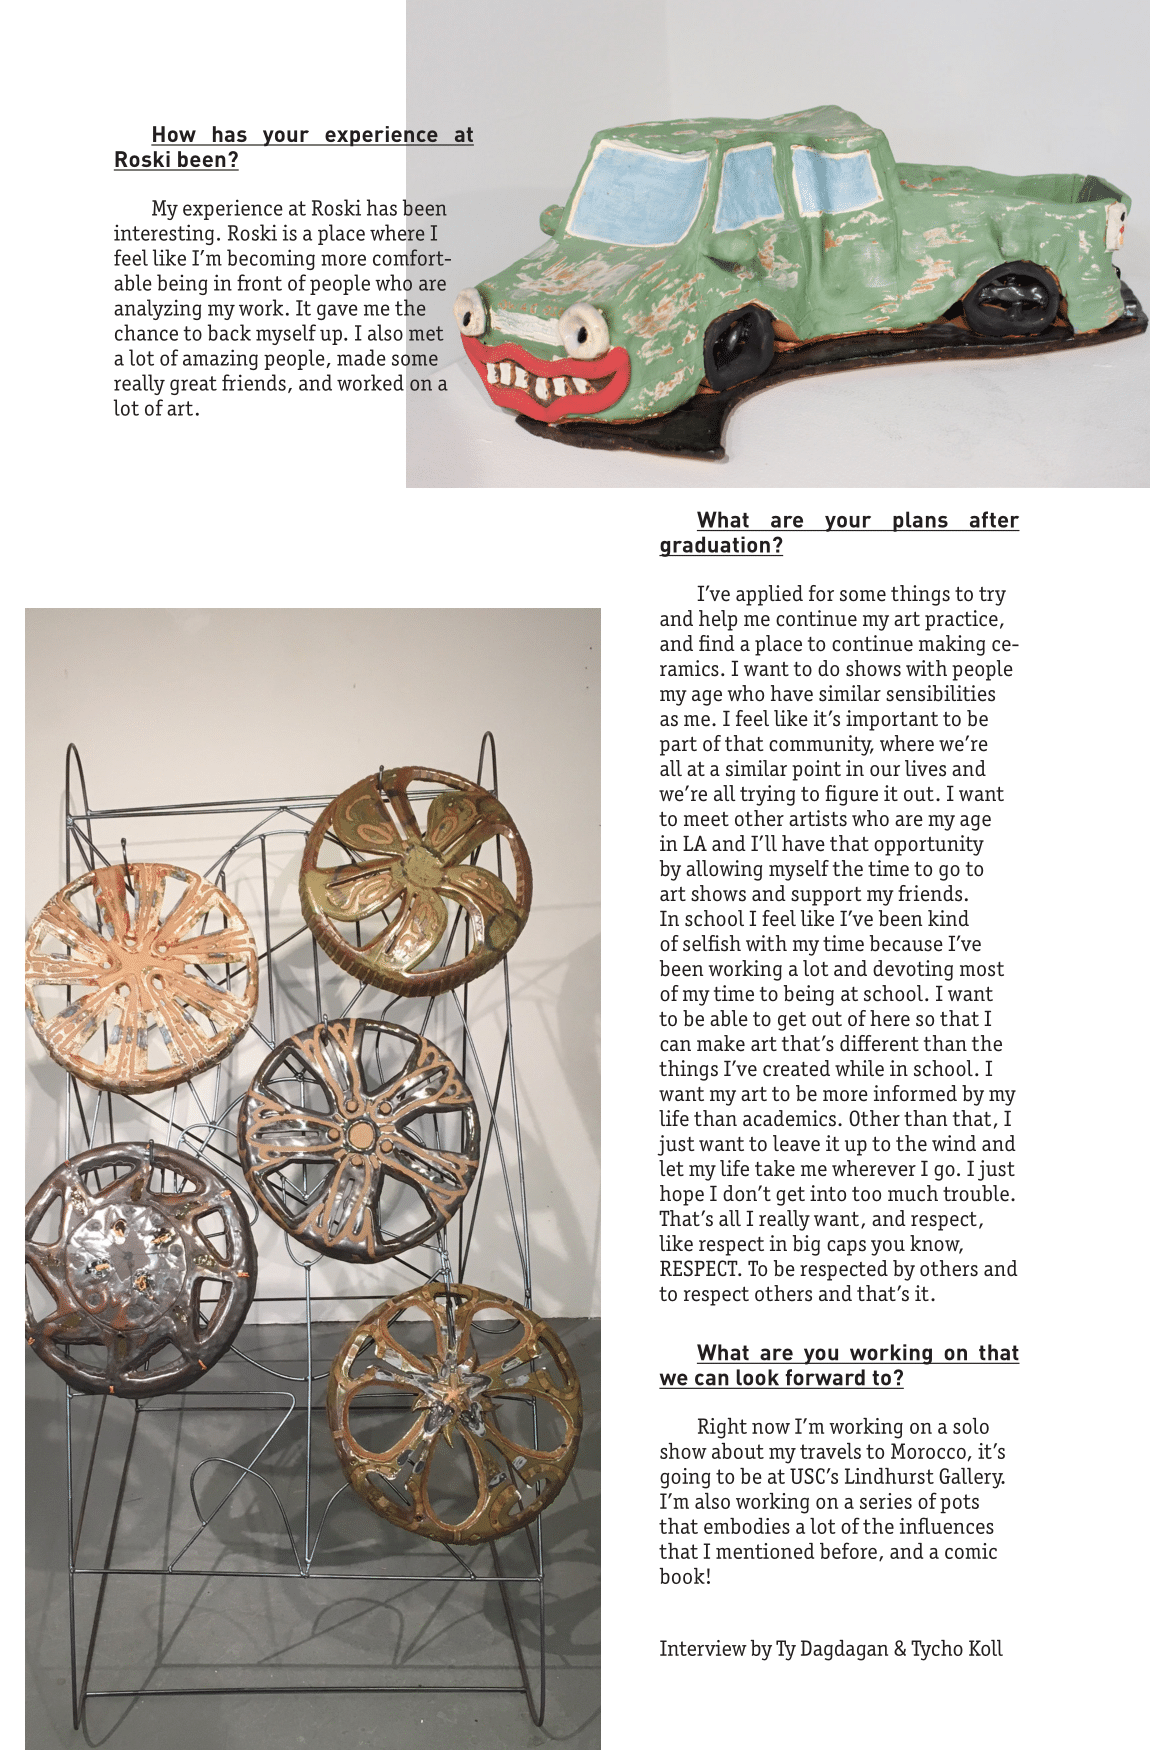 How has your experience at
Roski been?
My experience at Roski has been
interesting. Roski is a place where I
feel like I’m becoming more comfort-
able being in front of people who are
analyzing my work. It gave me the
chance to back myself up. I also met
a lot of amazing people, made some
really great friends, and worked on a
lot of art.
What are your plans after
graduation?
I’ve applied for some things to try
and help me continue my art practice,
and find a place to continue making ce-
ramics. I want to do shows with people
my age who have similar sensibilities
as me. I feel like it’s important to be
part of that community, where we’re
all at a similar point in our lives and
we’re all trying to figure it out. I want
to meet other artists who are my age
in LA and I’ll have that opportunity
by allowing myself the time to go to
art shows and support my friends.
In school I feel like I’ve been kind
of selfish with my time because I’ve
been working a lot and devoting most
of my time to being at school. I want
to be able to get out of here so that I
can make art that’s different than the
things I’ve created while in school. I
want my art to be more informed by my
life than academics. Other than that, I
just want to leave it up to the wind and
let my life take me wherever I go. I just
hope I don’t get into too much trouble.
That’s all I really want, and respect,
like respect in big caps you know,
RESPECT. To be respected by others and
to respect others and that’s it.
What are you working on that
we can look forward to?
Right now I’m working on a solo
show about my travels to Morocco, it’s
going to be at USC’s Lindhurst Gallery.
I’m also working on a series of pots
that embodies a lot of the influences
that I mentioned before, and a comic
book!
Interview by Ty Dagdagan & Tycho Koll